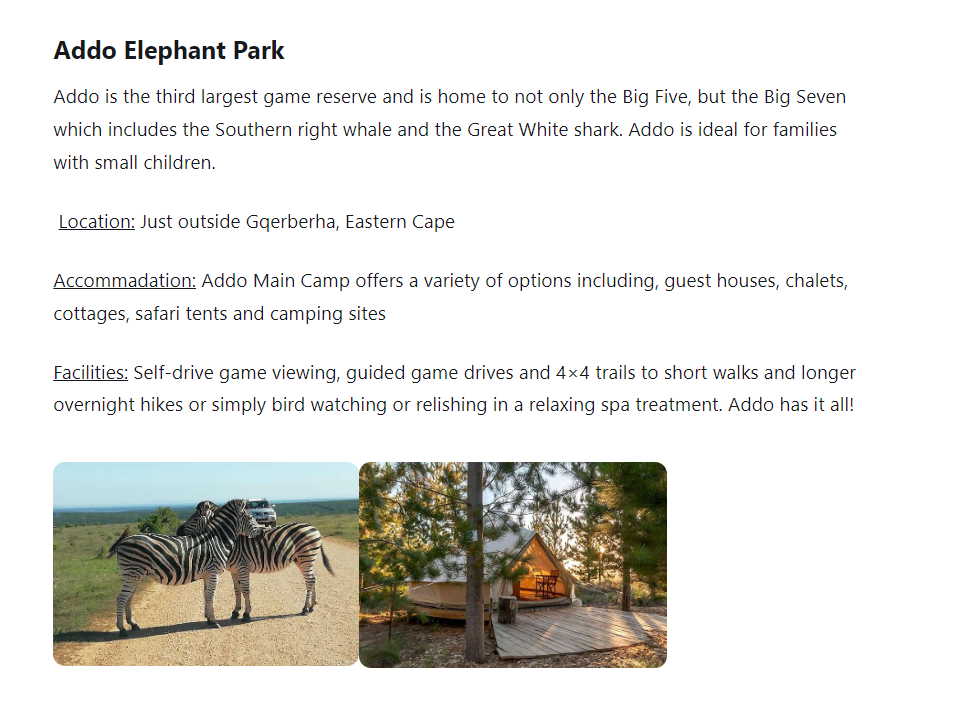 Addo Elephant Park
Addo is the third largest game reserve and is home to not only the Big Five, but the Big Seven
which includes the Southern right whale and the Great White shark. Addo is ideal for families
with small children.
Location: Just outside Gqerberha, Eastern Cape
Accommadation: Addo Main Camp offers a variety of options including, guest houses, chalets,
cottages, safari tents and camping sites
Facilities: Self-drive game viewing, guided game drives and 4×4 trails to short walks and longer
overnight hikes or simply bird watching or relishing in a relaxing spa treatment. Addo has it all!